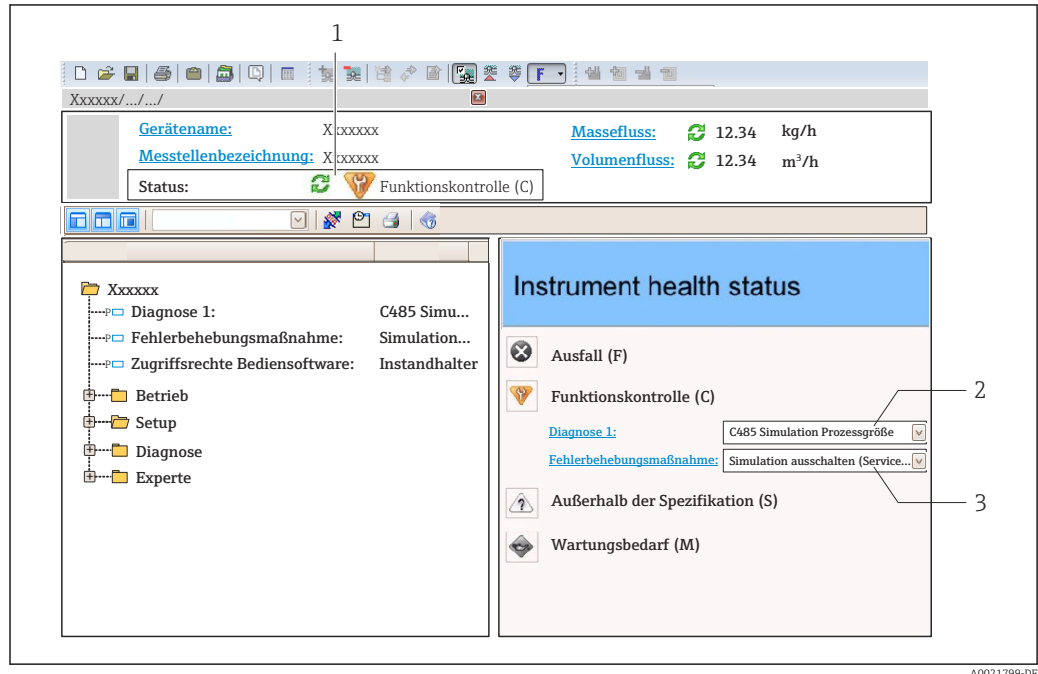 1
F
Xxxxxx/.../.../
Gerätename: Xxxxxxx
Messtellenbezeichnung: Xxxxxxx
Status: Funktionskontrolle (C)
Massefluss: 12.34 kg/h
Volumenfluss: 12.34 m³/h
Xxxxxx
P Diagnose 1: C485 Simu...
P Fehlerbehebungsmaßnahme: Simulation...
P Zugriffsrechte Bediensoftware: Instandhalter
Betrieb
Setup
Diagnose
Experte
Instrument health status
Ausfall (F)
Funktionskontrolle (C)
Diagnose 1: C485 Simulation Prozessgröße
2
Fehlerbehebungsmaßnahme: Simulation ausschalten (Service...
3
Außerhalb der Spezifikation (S)
Wartungsbedarf (M)
A0021799-DE